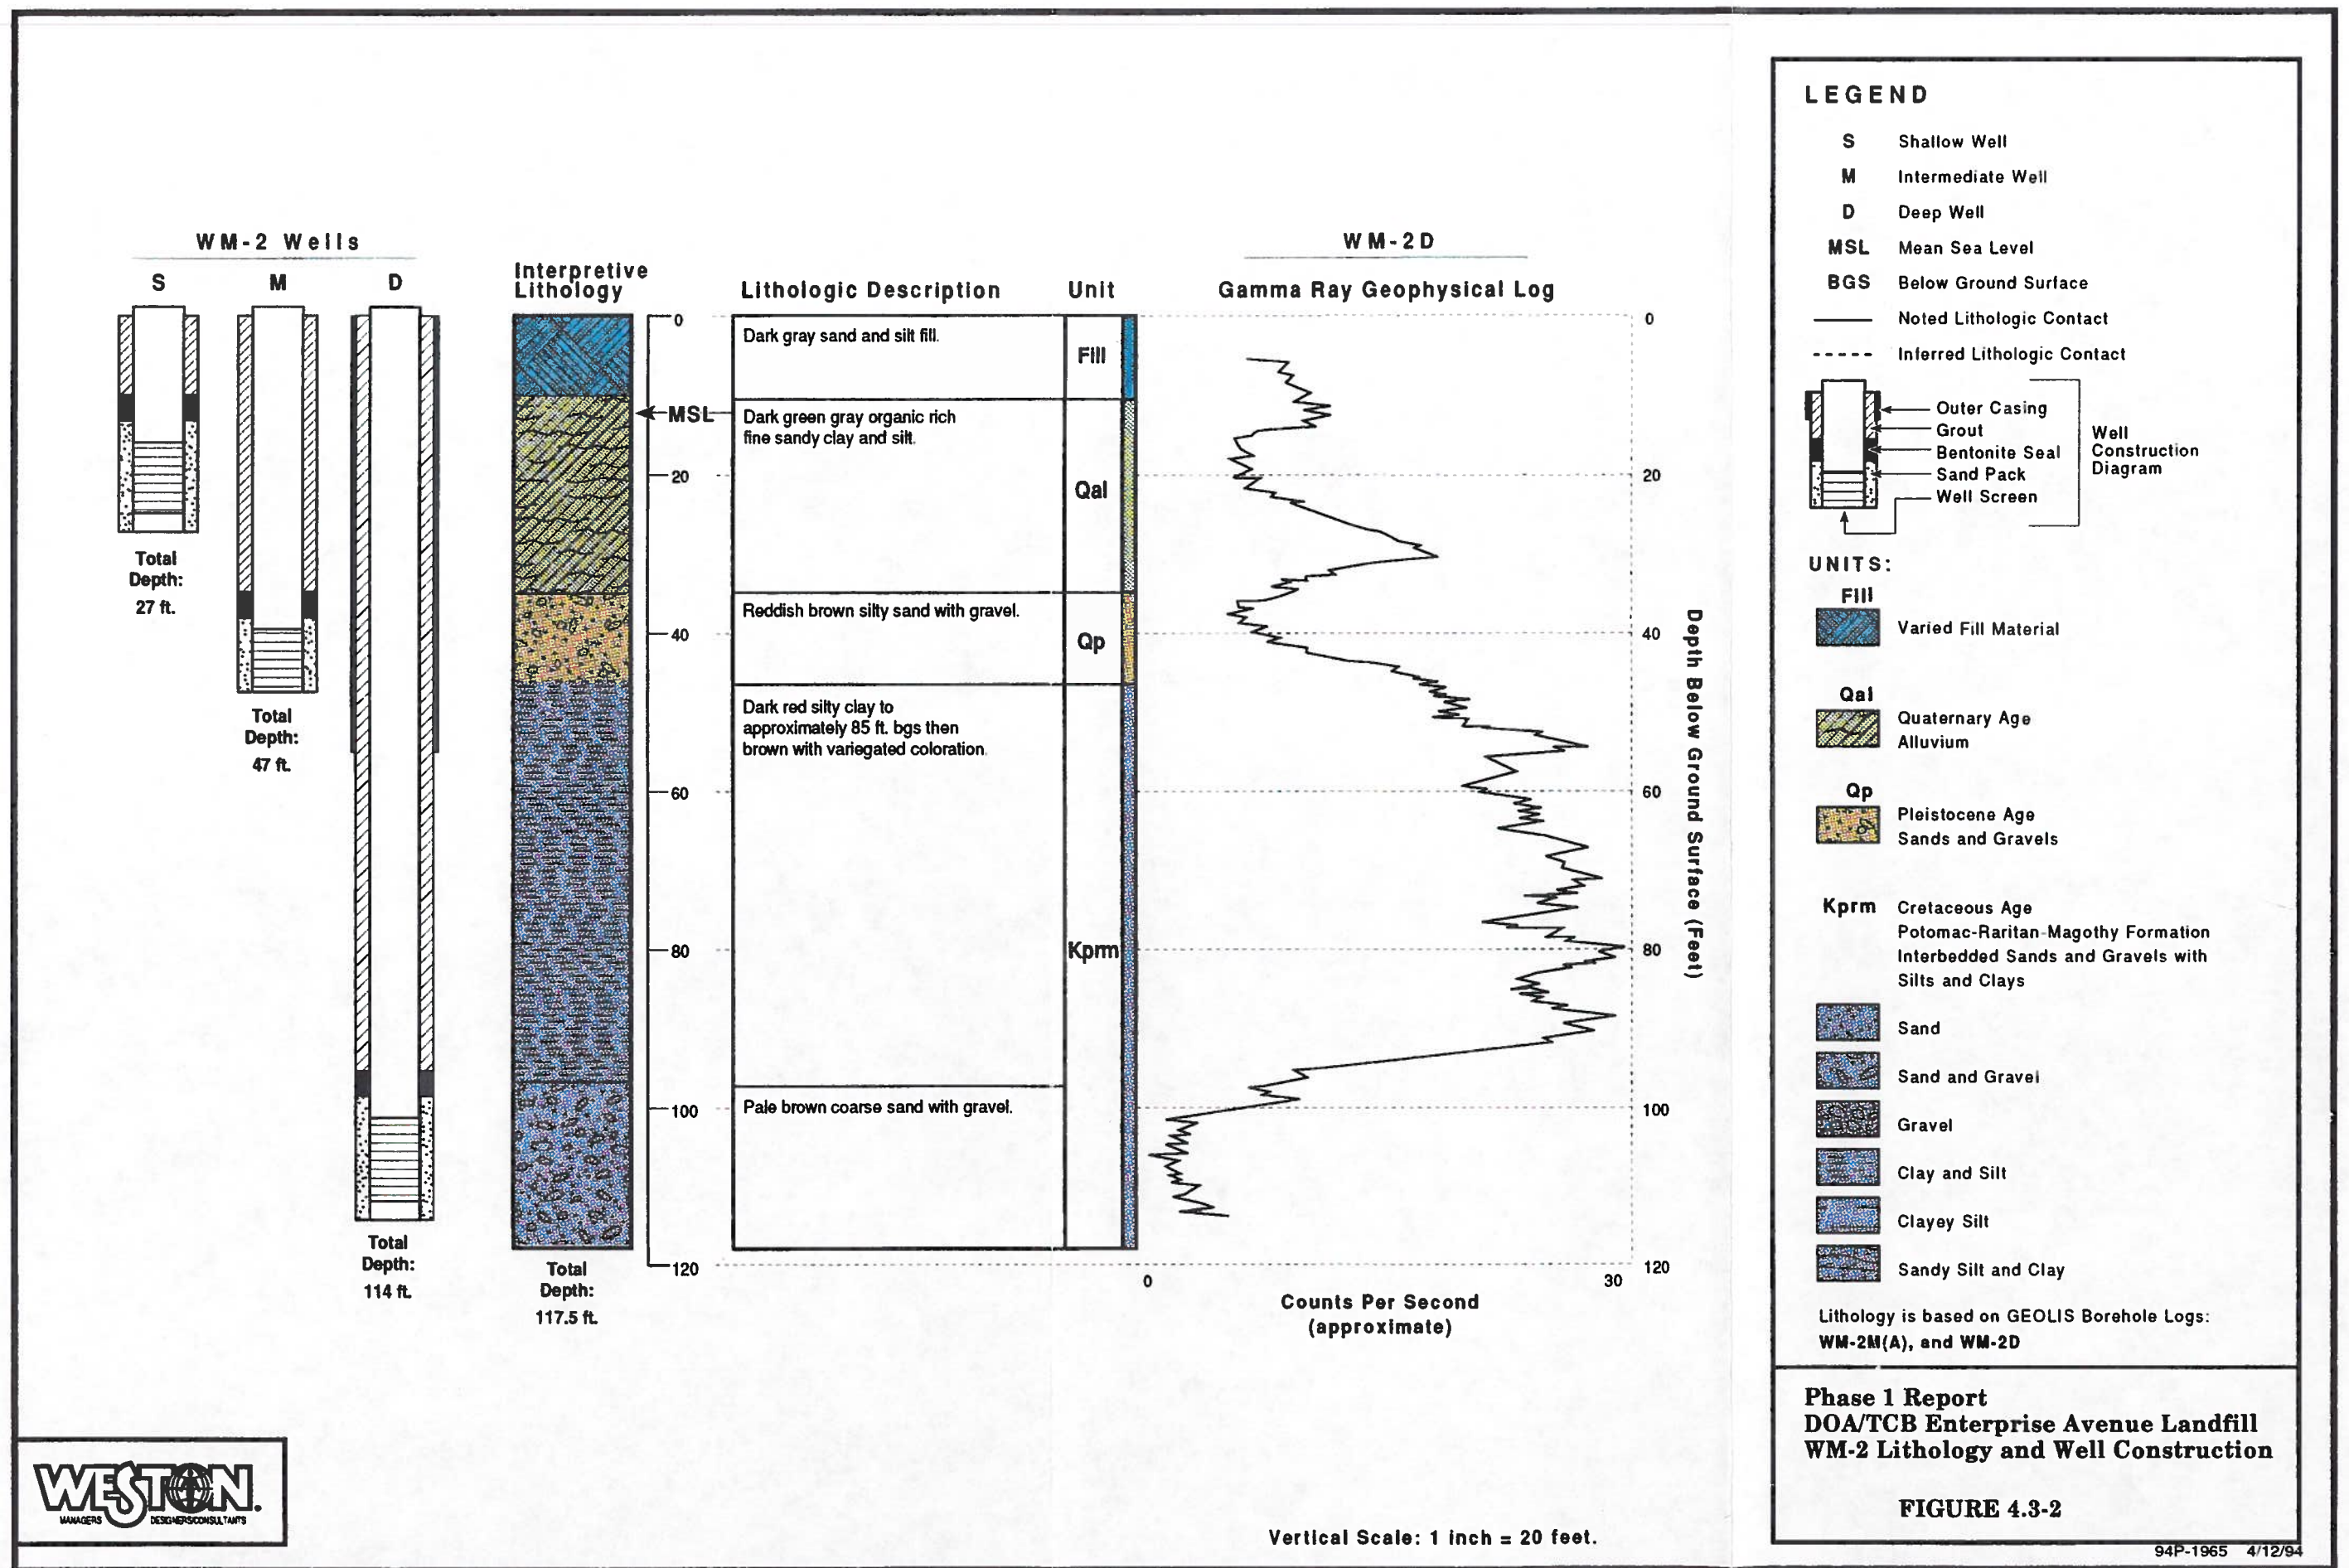 WM-2 Wells
S
M
D
Total
Depth:
27 ft.
Total
Depth:
47 ft.
Total
Depth:
114 ft.
Interpretive
Lithology
Total
Depth:
117.5 ft.
0
MSL
20
40
60
80
100
120
Lithologic Description
Unit
Dark gray sand and silt fill.
Fill
Dark green gray organic rich
fine sandy clay and silt.
Qal
Reddish brown silty sand with gravel.
Qp
Dark red silty clay to
approximately 85 ft. bgs then
brown with variegated coloration.
Kprm
Pale brown coarse sand with gravel.
WM-2D
Gamma Ray Geophysical Log
0
20
40
60
80
100
120
Depth Below Ground Surface (Feet)
0
30
Counts Per Second
(approximate)
Vertical Scale: 1 inch = 20 feet.
WESTON.
MANAGERS DESIGNERS/CONSULTANTS
LEGEND
S Shallow Well
M Intermediate Well
D Deep Well
MSL Mean Sea Level
BGS Below Ground Surface
Noted Lithologic Contact
Inferred Lithologic Contact
Outer Casing
Grout
Bentonite Seal
Sand Pack
Well Screen
Well
Construction
Diagram
UNITS:
Fill
Varied Fill Material
Qal
Quaternary Age
Alluvium
Qp
Pleistocene Age
Sands and Gravels
Kprm Cretaceous Age
Potomac-Raritan-Magothy Formation
Interbedded Sands and Gravels with
Silts and Clays
Sand
Sand and Gravel
Gravel
Clay and Silt
Clayey Silt
Sandy Silt and Clay
Lithology is based on GEOLIS Borehole Logs:
WM-2M(A), and WM-2D
Phase 1 Report
DOA/TCB Enterprise Avenue Landfill
WM-2 Lithology and Well Construction
FIGURE 4.3-2
94P-1965 4/12/94